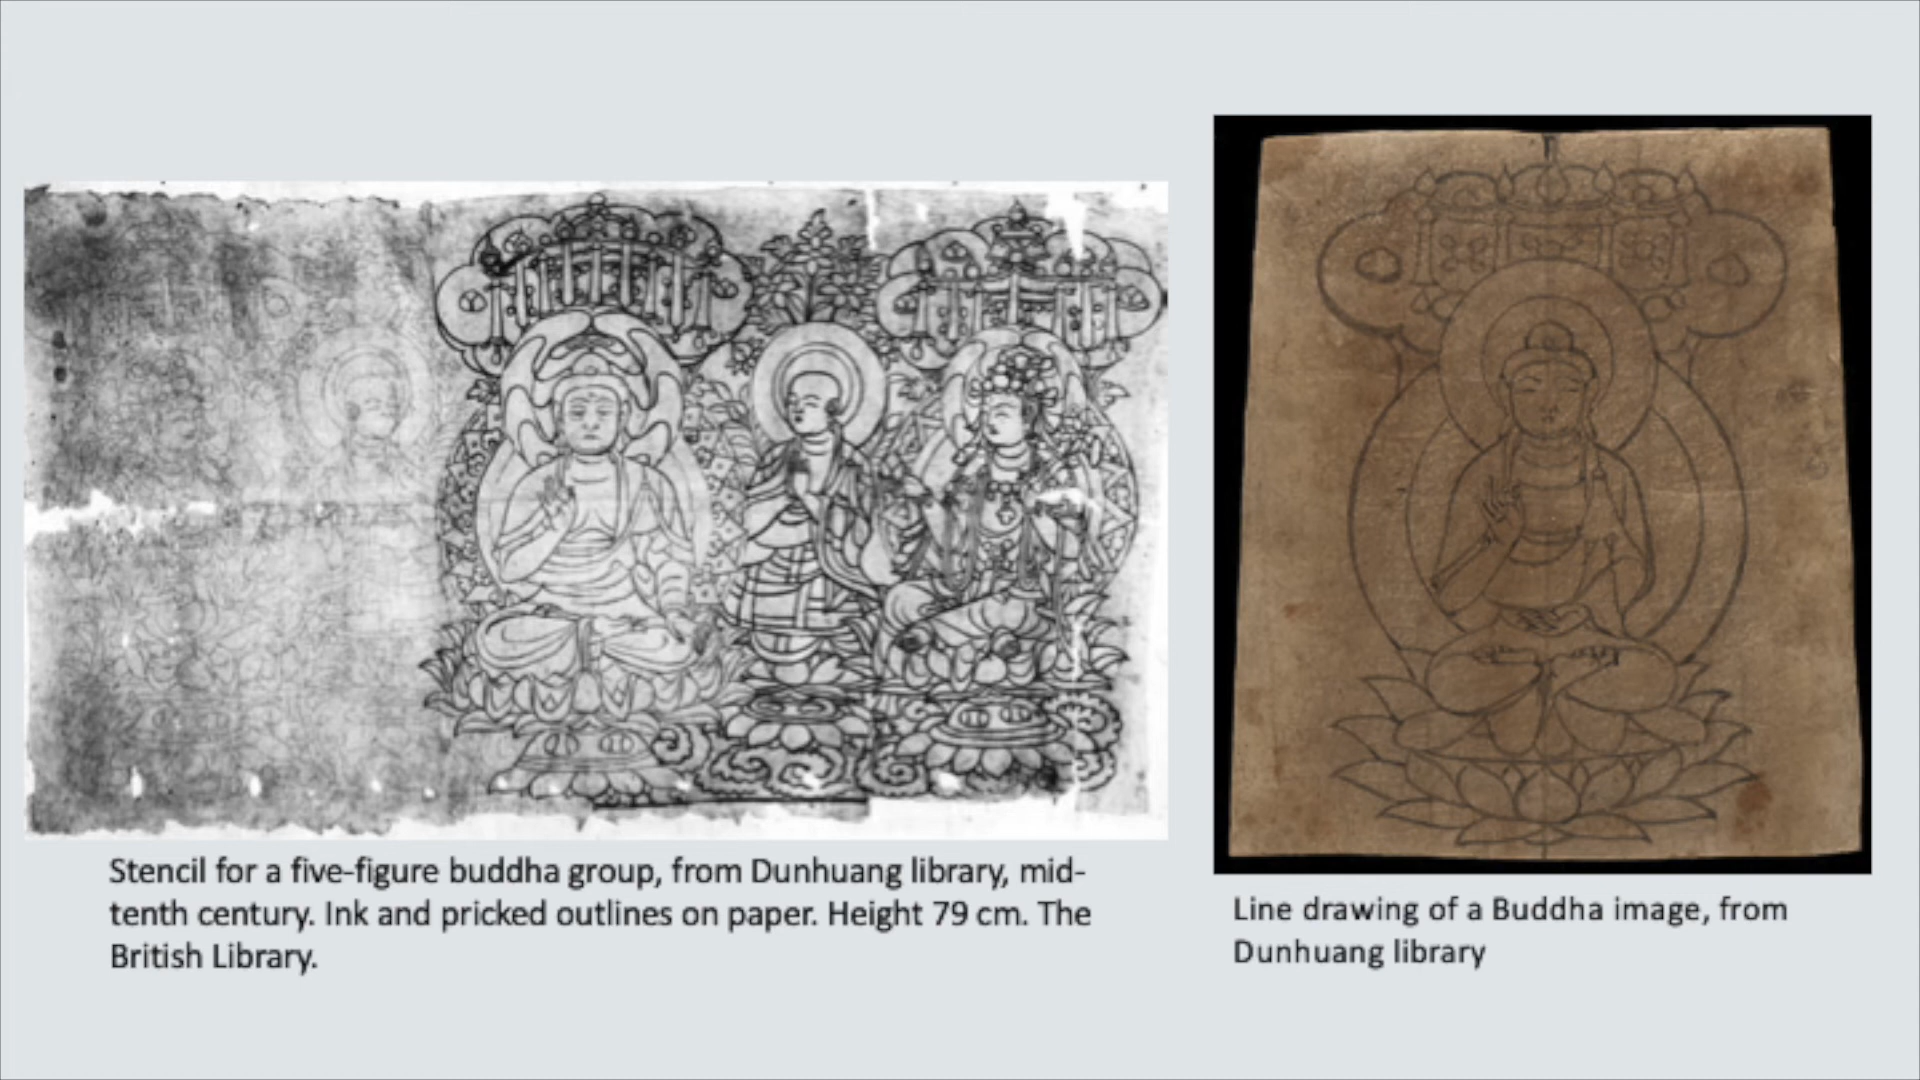 Stencil for a five-figure buddha group, from Dunhuang library, mid-
tenth century. Ink and pricked outlines on paper. Height 79 cm. The
British Library.
Line drawing of a Buddha image, from
Dunhuang library